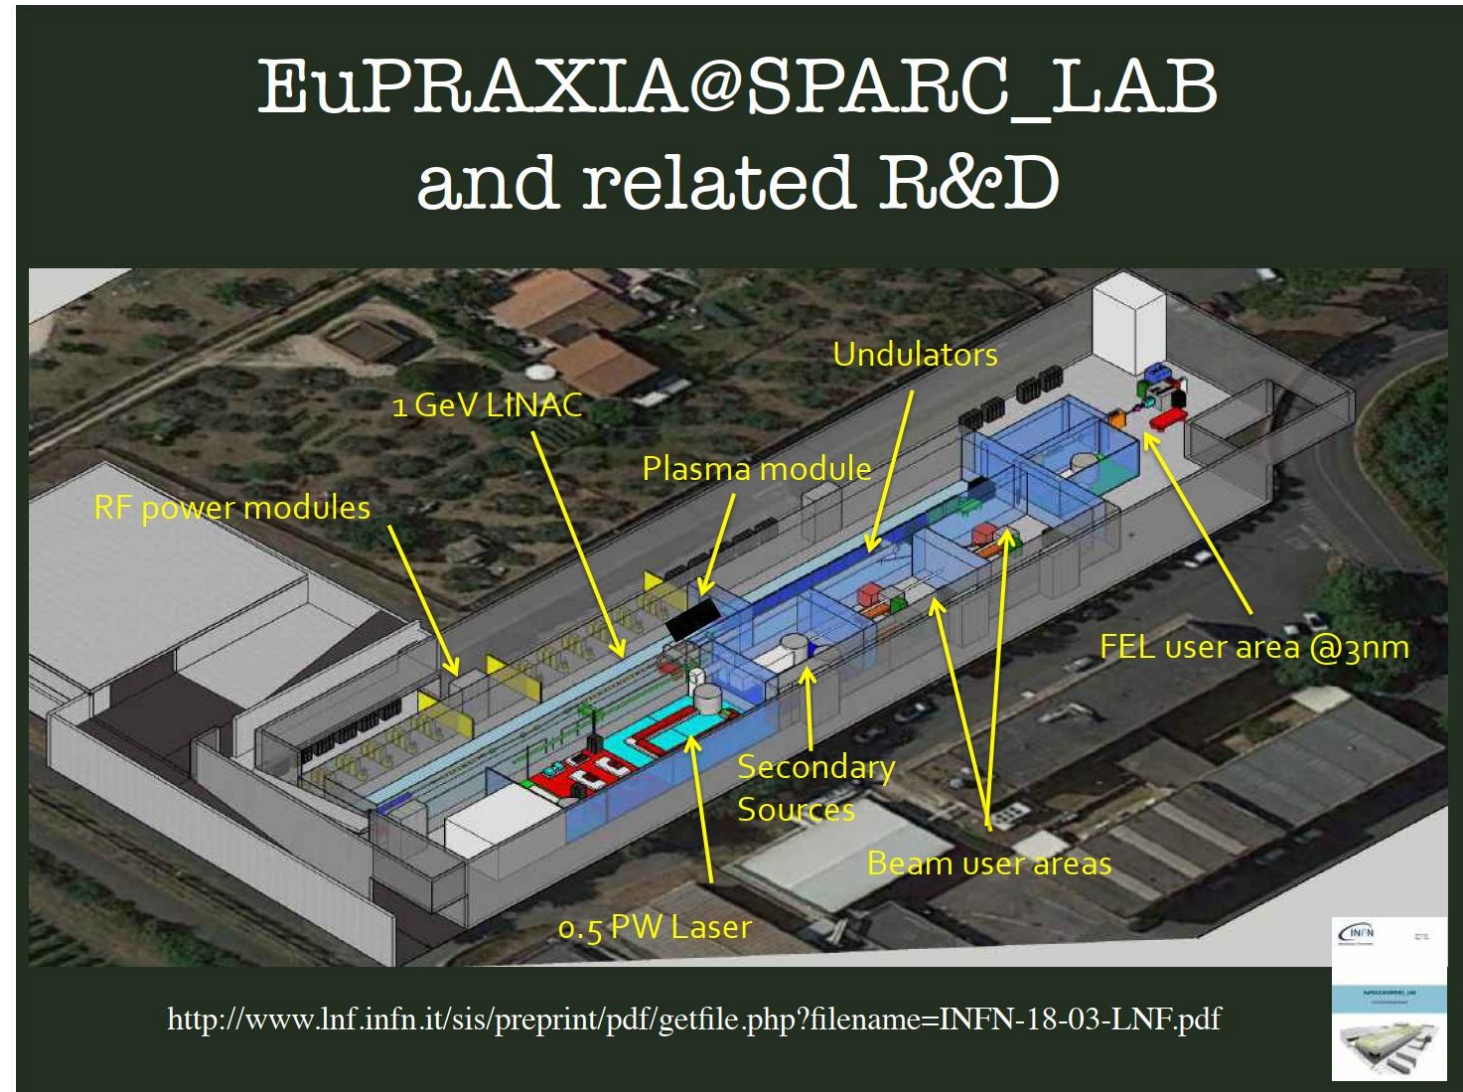 EuPRAXIA@SPARC_LAB
and related R&D
Undulators
1 GeV LINAC
Plasma module
RF power modules
FEL user area @3nm
Secondary
Sources
Beam user areas
0.5 PW Laser
INFN
http://www.lnf.infn.it/sis/preprint/pdf/getfile.php?filename=INFN-18-03-LNF.pdf